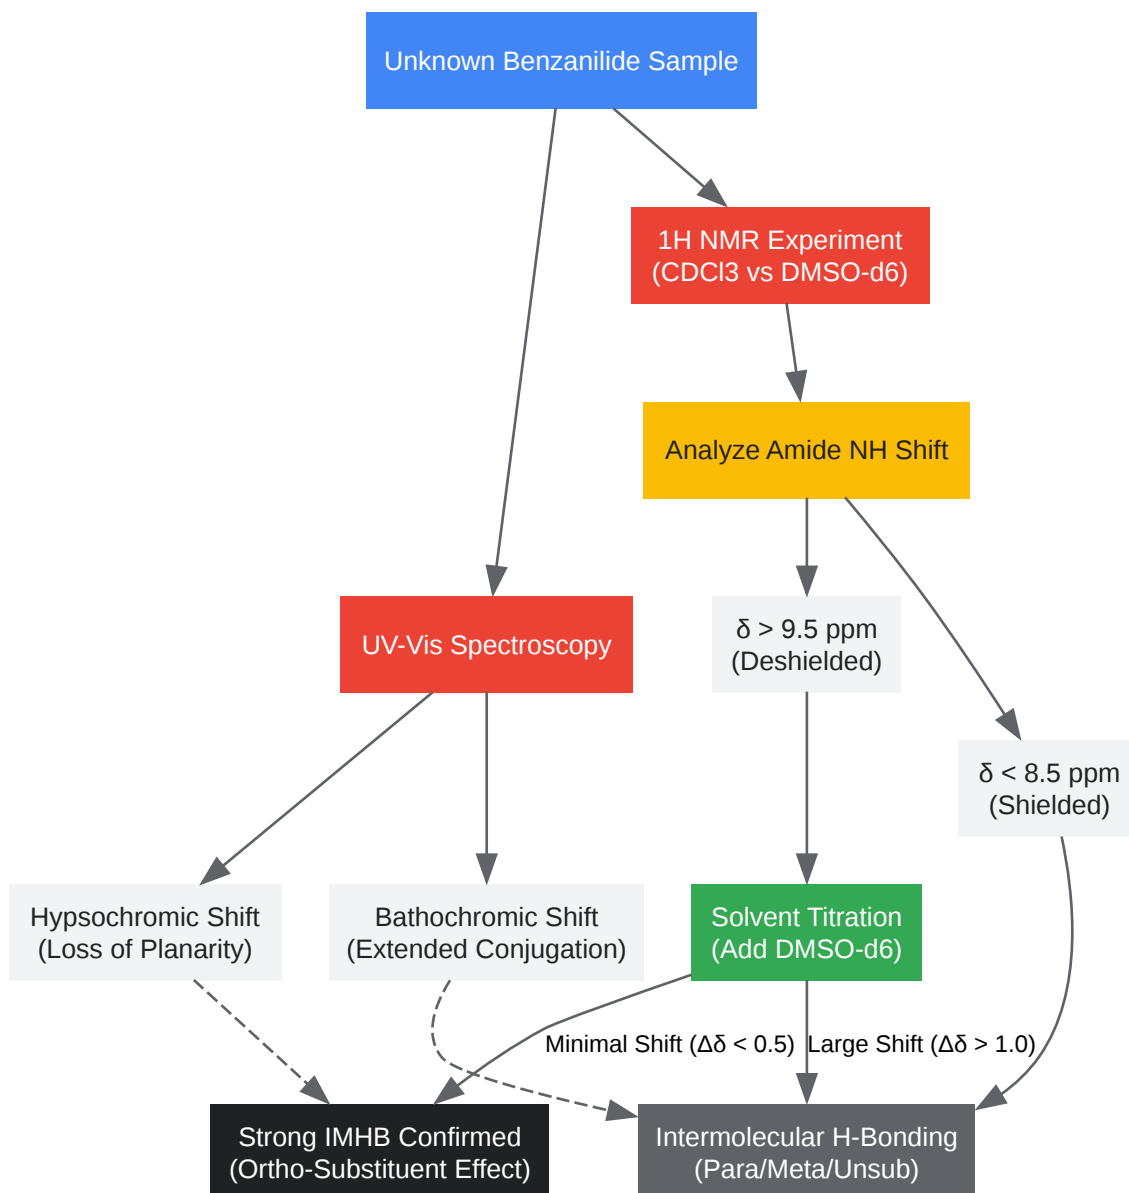 Unknown Benzanilide Sample
1H NMR Experiment
(CDCl3 vs DMSO-d6)
Analyze Amide NH Shift
δ > 9.5 ppm
(Deshielded)
UV-Vis Spectroscopy
δ < 8.5 ppm
(Shielded)
Hypsochromic Shift
(Loss of Planarity)
Bathochromic Shift
(Extended Conjugation)
Solvent Titration
(Add DMSO-d6)
Minimal Shift (Δδ < 0.5)
Large Shift (Δδ > 1.0)
Strong IMHB Confirmed
(Ortho-Substituent Effect)
Intermolecular H-Bonding
(Para/Meta/Unsub)